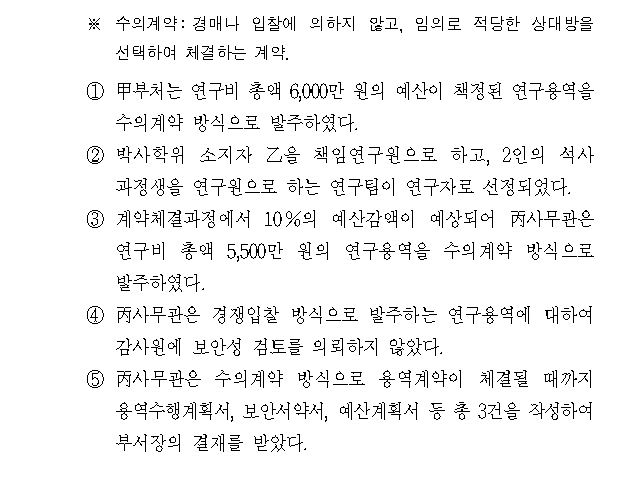 ※ 수의계약: 경매나 입찰에 의하지 않고, 임의로 적당한 상대방을
선택하여 체결하는 계약.
① 甲부처는 연구비 총액 6,000만 원의 예산이 책정된 연구용역을
수의계약 방식으로 발주하였다.
② 박사학위 소지자 乙을 책임연구원으로 하고, 2인의 석사
과정생을 연구원으로 하는 연구팀이 연구자로 선정되었다.
③ 계약체결과정에서 10%의 예산감액이 예상되어 丙사무관은
연구비 총액 5,500만 원의 연구용역을 수의계약 방식으로
발주하였다.
④ 丙사무관은 경쟁입찰 방식으로 발주하는 연구용역에 대하여
감사원에 보안성 검토를 의뢰하지 않았다.
⑤ 丙사무관은 수의계약 방식으로 용역계약이 체결될 때까지
용역수행계획서, 보안서약서, 예산계획서 등 총 3건을 작성하여
부서장의 결재를 받았다.